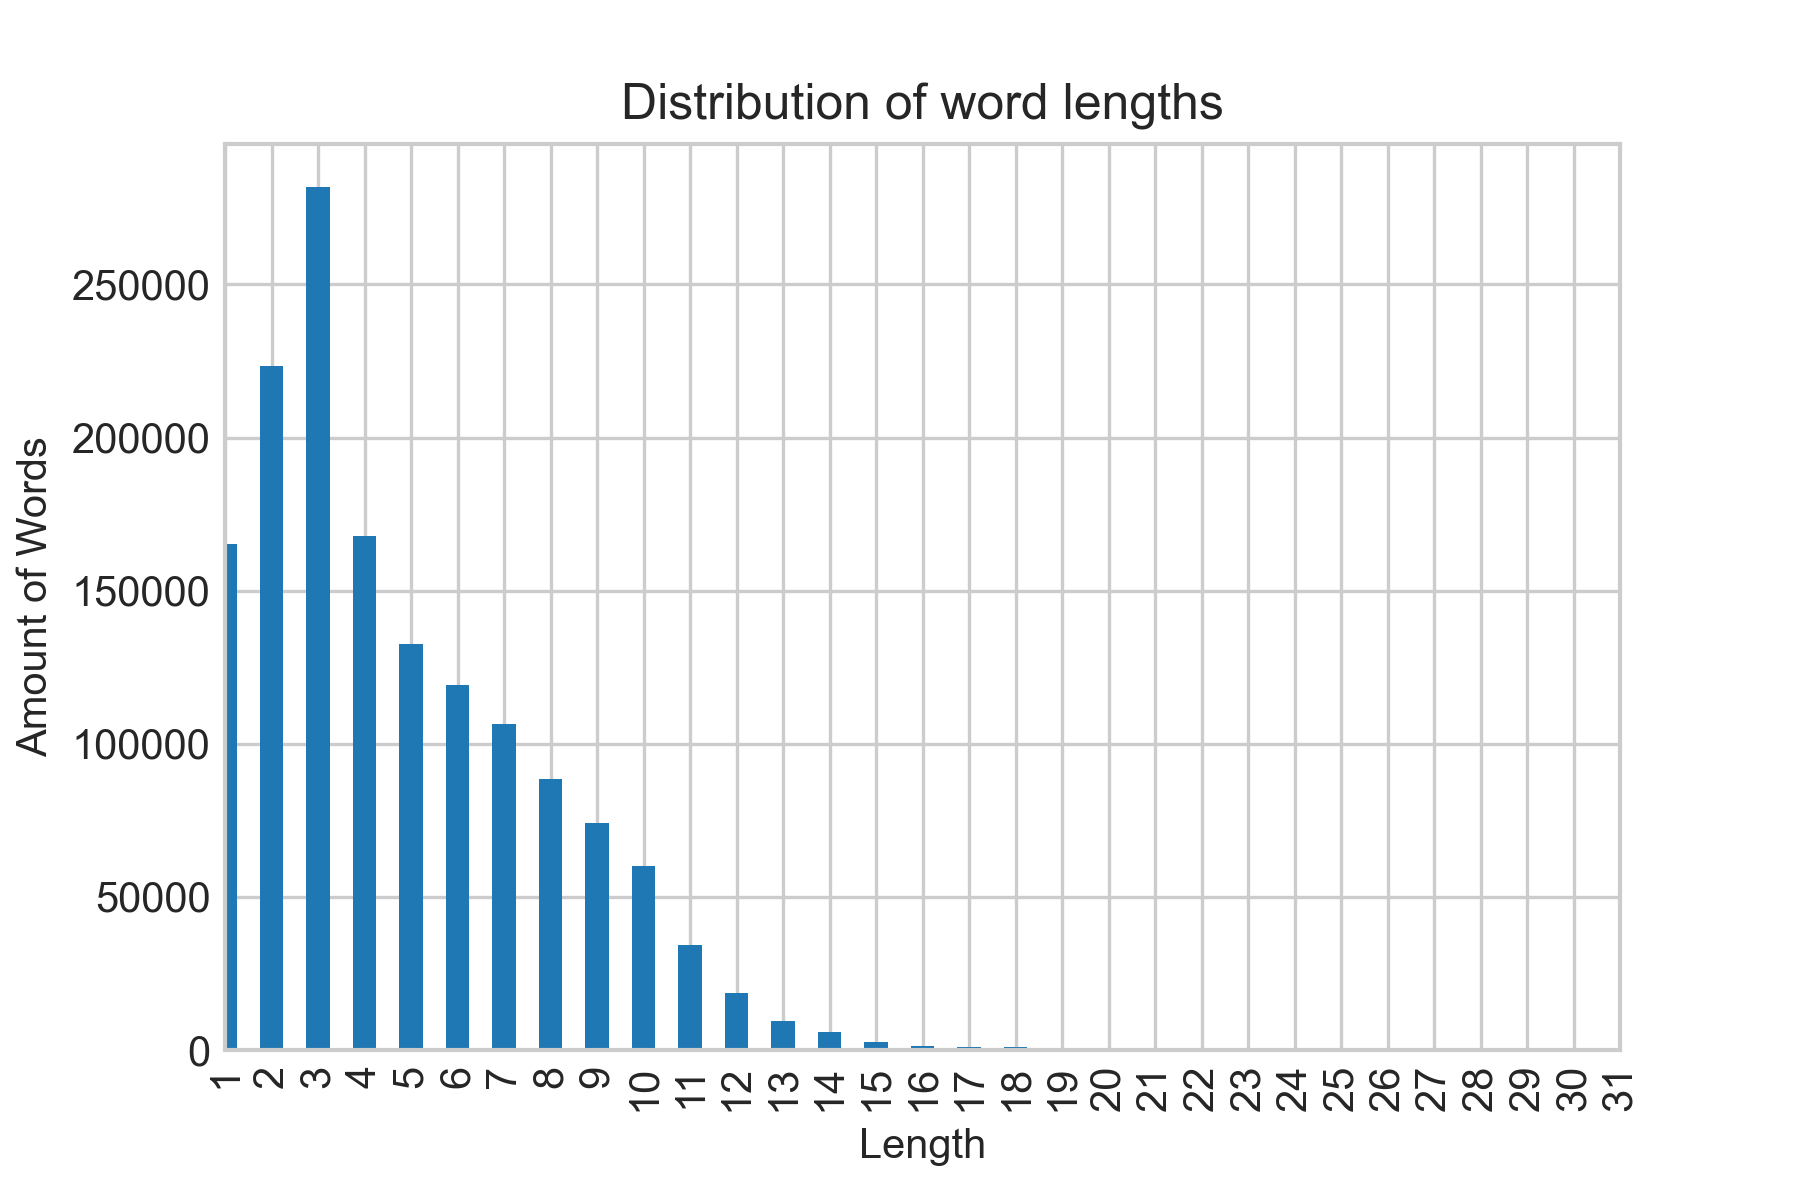 Distribution of word lengths
250000
200000
150000
100000
50000
0
Amount of Words
1 2 3 4 5 6 7 8 9 10 11 12 13 14 15 16 17 18 19 20 21 22 23 24 25 26 27 28 29 30 31
Length